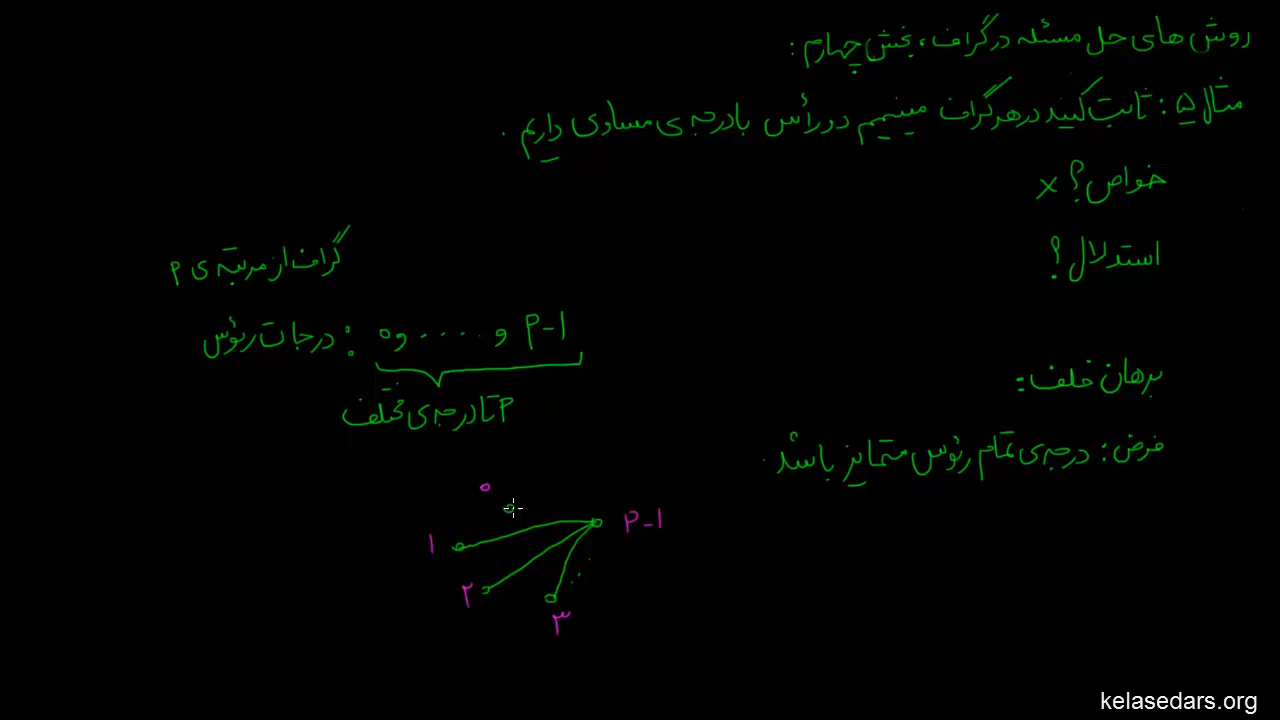 روش های حل مسئله در گراف، بخش چهارم:
مثال ۵: ثابت کنید در هر گراف مینیمم دو رأس با درجه ی مساوی داریم.
خواص؟ x
استدلال؟
گراف از مرتبه ی p
درجات رئوس: ۰ و ..... و p-1
p تا درجه ی مختلف
برهان خلف:
فرض: درجه ی تمام رئوس متمایز باشد.
p-1
۱
۲
۳
...
kelasedars.org